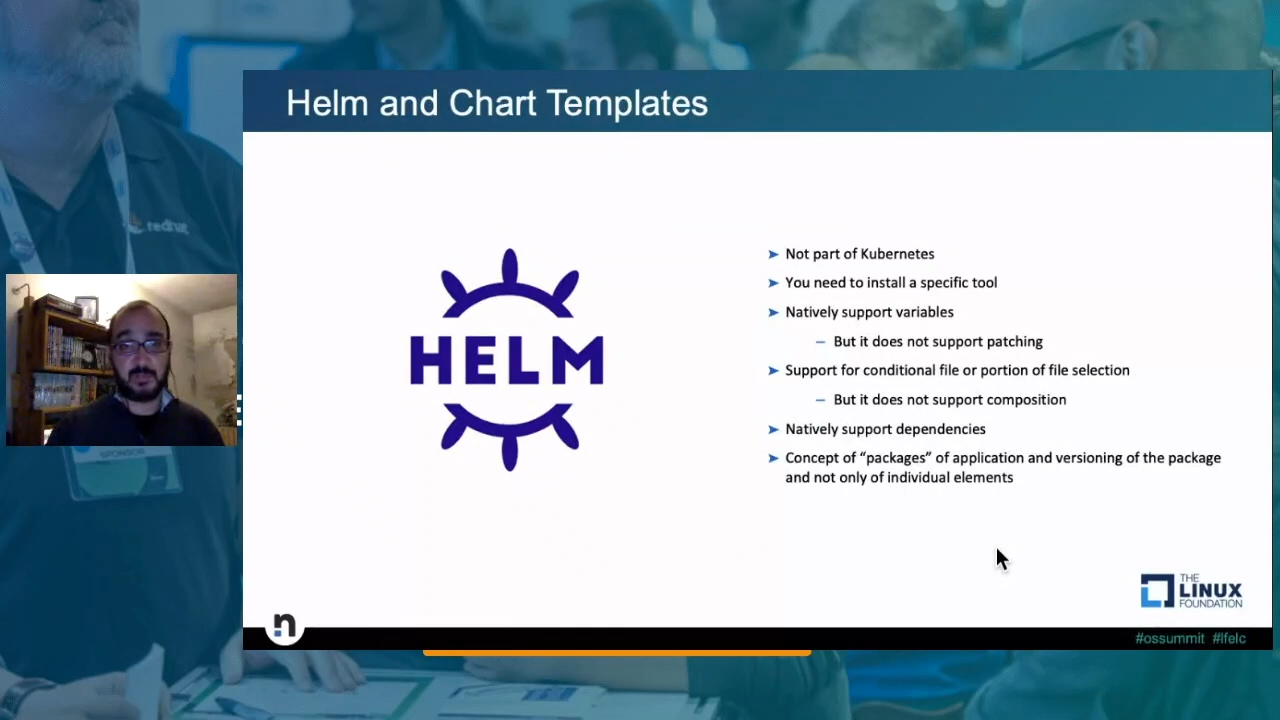 Helm and Chart Templates
redhat
HELM
➤ Not part of Kubernetes
➤ You need to install a specific tool
➤ Natively support variables
– But it does not support patching
➤ Support for conditional file or portion of file selection
– But it does not support composition
➤ Natively support dependencies
➤ Concept of “packages” of application and versioning of the package
and not only of individual elements
SPONSOR
THE
LINUX
FOUNDATION
n
#ossummit #lfelc